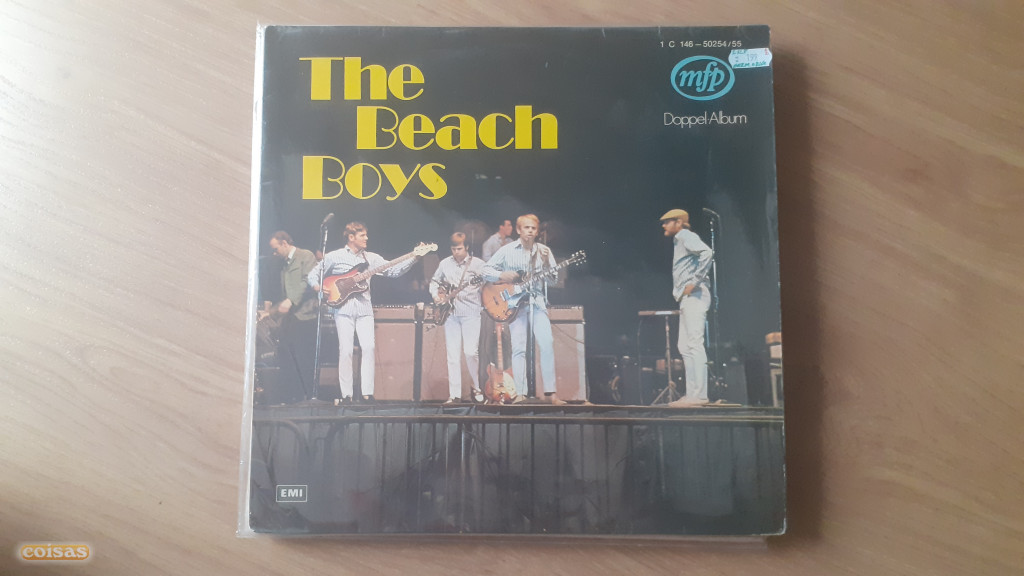 1 C 146-50254/55
The
Beach
Boys
mfp
Doppel Album
EMI
coisas